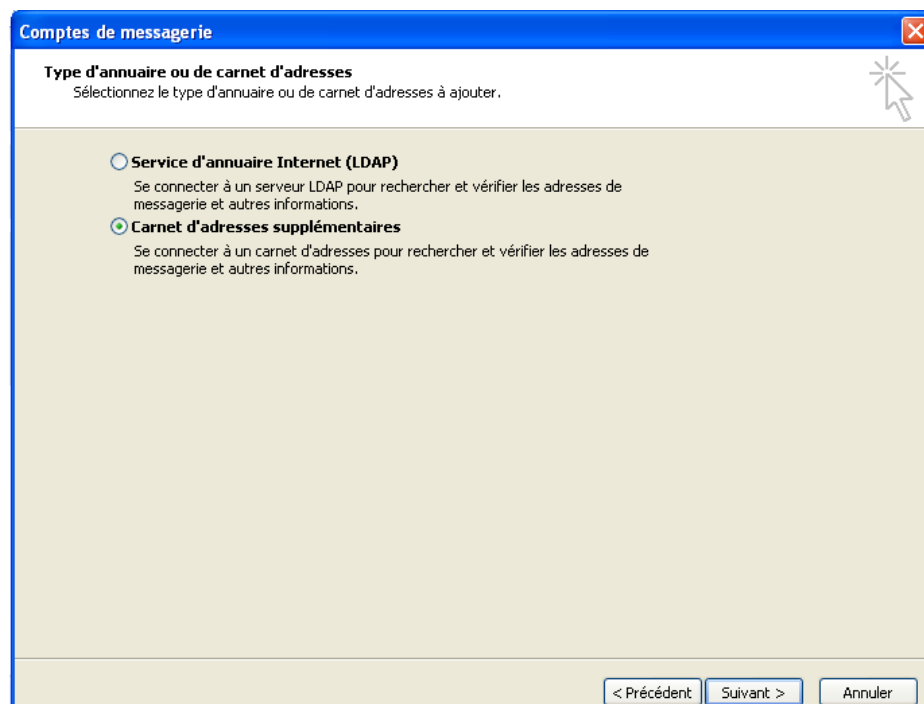 Comptes de messagerie
Type d'annuaire ou de carnet d'adresses
Sélectionnez le type d'annuaire ou de carnet d'adresses à ajouter.
Service d'annuaire Internet (LDAP)
Se connecter à un serveur LDAP pour rechercher et vérifier les adresses de
messagerie et autres informations.
Carnet d'adresses supplémentaires
Se connecter à un carnet d'adresses pour rechercher et vérifier les adresses de
messagerie et autres informations.
< Précédent Suivant > Annuler